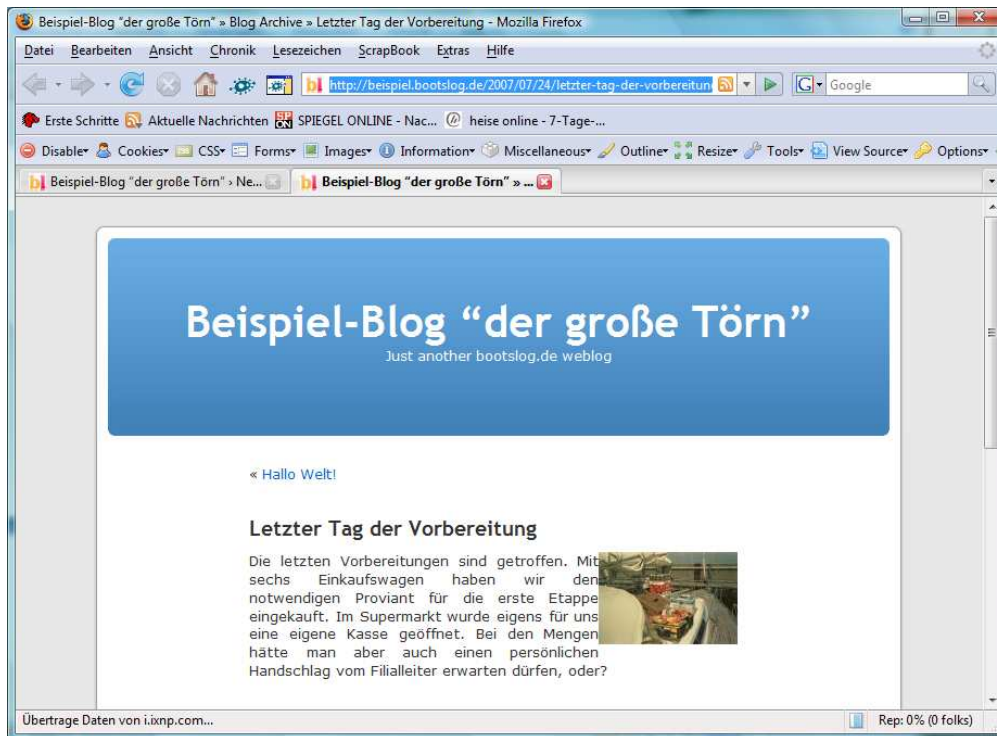 Beispiel-Blog “der große Törn” » Blog Archive » Letzter Tag der Vorbereitung - Mozilla Firefox
Datei Bearbeiten Ansicht Chronik Lesezeichen ScrapBook Extras Hilfe
http://beispiel.bootslog.de/2007/07/24/letzter-tag-der-vorbereitun G Google
Erste Schritte Aktuelle Nachrichten SPIEGEL ONLINE - Nac... heise online - 7-Tage-...
Disable Cookies CSS Forms Images Information Miscellaneous Outline Resize Tools View Source Options
Beispiel-Blog “der große Törn” › Ne... Beispiel-Blog “der große Törn” » ...
Beispiel-Blog “der große Törn”
Just another bootslog.de weblog
« Hallo Welt!
Letzter Tag der Vorbereitung
Die letzten Vorbereitungen sind getroffen. Mit
sechs Einkaufswagen haben wir den
notwendigen Proviant für die erste Etappe
eingekauft. Im Supermarkt wurde eigens für uns
eine eigene Kasse geöffnet. Bei den Mengen
hätte man aber auch einen persönlichen
Handschlag vom Filialleiter erwarten dürfen, oder?
Übertrage Daten von i.ixnp.com... Rep: 0% (0 folks)